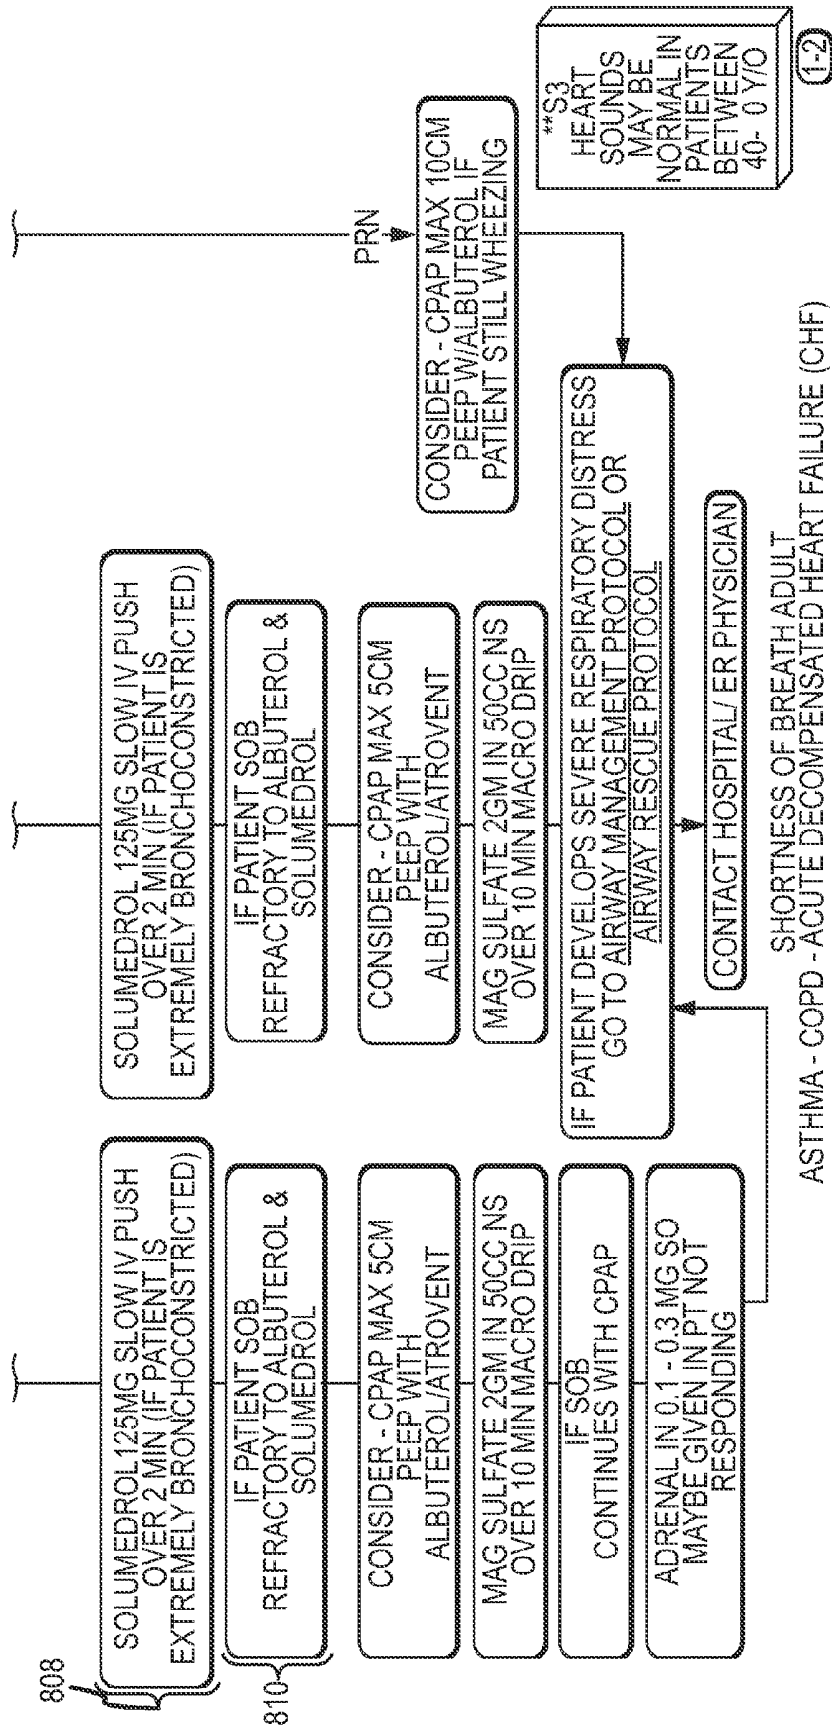 808
SOLUMEDROL 125MG SLOW IV PUSH
OVER 2 MIN (IF PATIENT IS
EXTREMELY BRONCHOCONSTRICTED)
810
IF PATIENT SOB
REFRACTORY TO ALBUTEROL &
SOLUMEDROL
CONSIDER - CPAP MAX 5CM
PEEP WITH
ALBUTEROL/ATROVENT
MAG SULFATE 2GM IN 50CC NS
OVER 10 MIN MACRO DRIP
IF SOB
CONTINUES WITH CPAP
ADRENAL IN 0.1 - 0.3 MG SO
MAYBE GIVEN IN PT NOT
RESPONDING
SOLUMEDROL 125MG SLOW IV PUSH
OVER 2 MIN (IF PATIENT IS
EXTREMELY BRONCHOCONSTRICTED)
IF PATIENT SOB
REFRACTORY TO ALBUTEROL &
SOLUMEDROL
CONSIDER - CPAP MAX 5CM
PEEP WITH
ALBUTEROL/ATROVENT
MAG SULFATE 2GM IN 50CC NS
OVER 10 MIN MACRO DRIP
PRN
CONSIDER - CPAP MAX 10CM
PEEP W/ALBUTEROL IF
PATIENT STILL WHEEZING
IF PATIENT DEVELOPS SEVERE RESPIRATORY DISTRESS
GO TO AIRWAY MANAGEMENT PROTOCOL OR
AIRWAY RESCUE PROTOCOL
CONTACT HOSPITAL/ ER PHYSICIAN
**S3
HEART
SOUNDS
MAY BE
NORMAL IN
PATIENTS
BETWEEN
40- 0 Y/O
1-2
SHORTNESS OF BREATH ADULT
ASTHMA - COPD - ACUTE DECOMPENSATED HEART FAILURE (CHF)